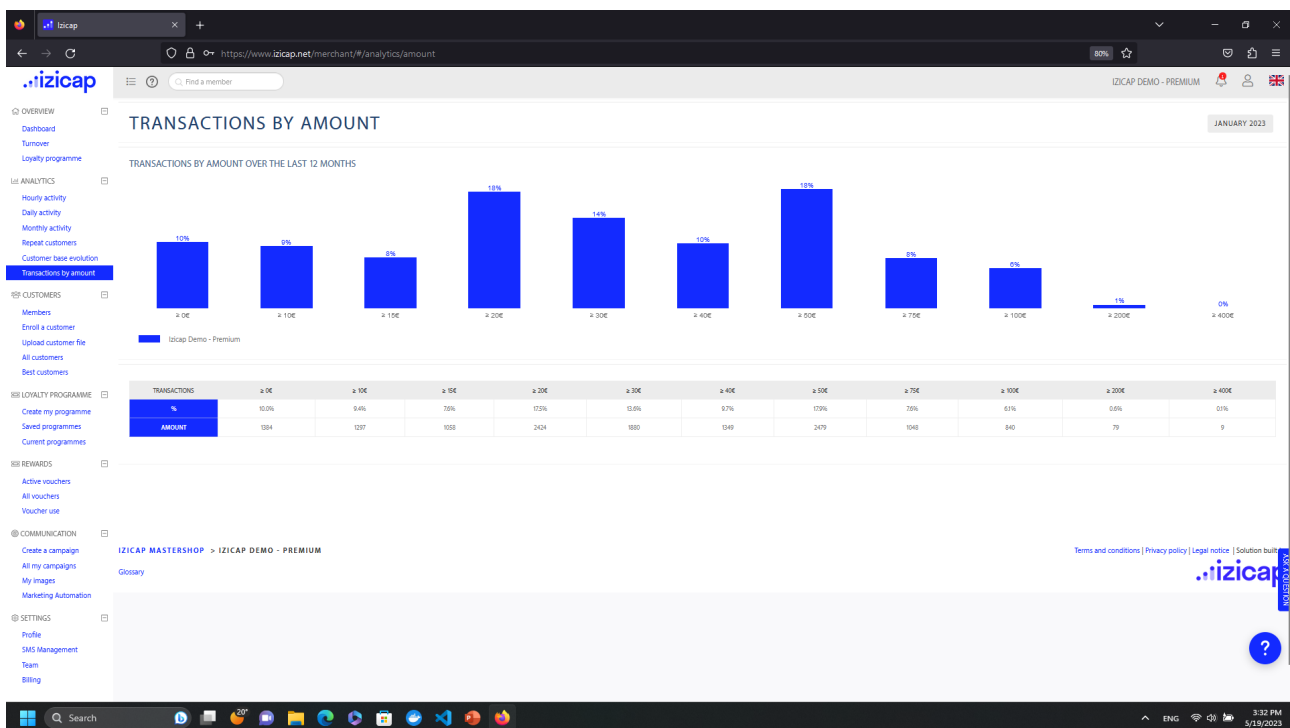 Izicap
https://www.izicap.net/merchant/#/analytics/amount
80%
izicap
Find a member
IZICAP DEMO - PREMIUM
OVERVIEW
Dashboard
Turnover
Loyalty programme
ANALYTICS
Hourly activity
Daily activity
Monthly activity
Repeat customers
Customer base evolution
Transactions by amount
CUSTOMERS
Members
Enroll a customer
Upload customer file
All customers
Best customers
LOYALTY PROGRAMME
Create my programme
Saved programmes
Current programmes
REWARDS
Active vouchers
All vouchers
Voucher use
COMMUNICATION
Create a campaign
All my campaigns
My images
Marketing Automation
SETTINGS
Profile
SMS Management
Team
Billing
TRANSACTIONS BY AMOUNT
JANUARY 2023
TRANSACTIONS BY AMOUNT OVER THE LAST 12 MONTHS
10% 9% 8% 18% 14% 10% 18% 8% 6% 1% 0%
≥ 0€ ≥ 10€ ≥ 15€ ≥ 20€ ≥ 30€ ≥ 40€ ≥ 50€ ≥ 75€ ≥ 100€ ≥ 200€ ≥ 400€
Izicap Demo - Premium
TRANSACTIONS ≥ 0€ ≥ 10€ ≥ 15€ ≥ 20€ ≥ 30€ ≥ 40€ ≥ 50€ ≥ 75€ ≥ 100€ ≥ 200€ ≥ 400€
% 10.0% 9.4% 7.6% 17.5% 13.6% 9.7% 17.9% 7.6% 6.1% 0.6% 0.1%
AMOUNT 1384 1297 1058 2424 1880 1349 2479 1048 840 79 9
IZICAP MASTERSHOP > IZICAP DEMO - PREMIUM
Glossary
Terms and conditions | Privacy policy | Legal notice | Solution built
izicap
ASK A QUESTION
?
Search
20°
ENG
3:32 PM
5/19/2023